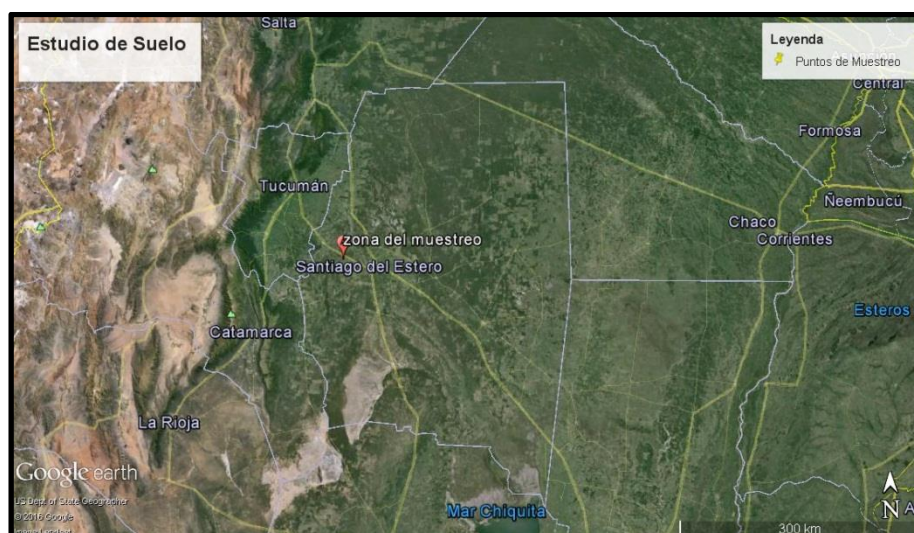 Salta
Estudio de Suelo
Leyenda
Puntos de Muestreo
Central
Formosa
Tucumán
Ñeembucú
Chaco
zona del muestreo
Corrientes
Santiago del Estero
Esteros
Catamarca
La Rioja
Google earth
US Dept of State Geographer
© 2016 Google
Mar Chiquita
N
300 km